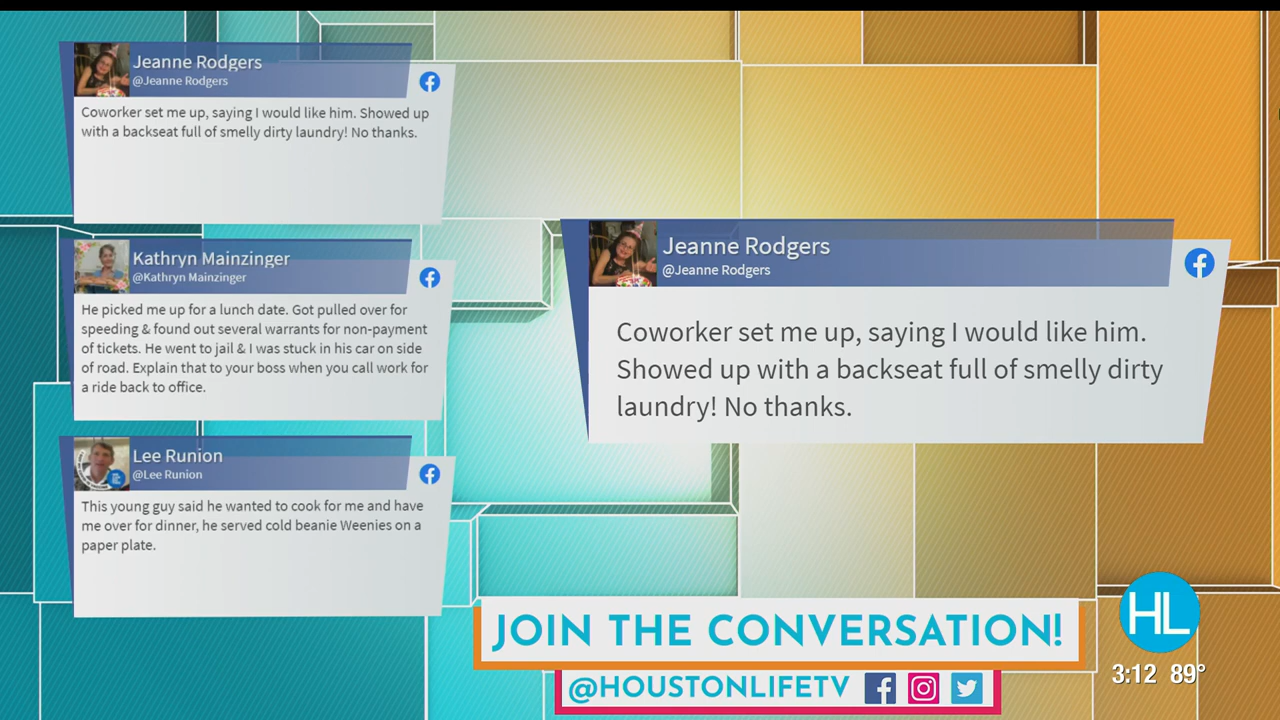 Jeanne Rodgers
@Jeanne Rodgers
Coworker set me up, saying I would like him. Showed up
with a backseat full of smelly dirty laundry! No thanks.
Kathryn Mainzinger
@Kathryn Mainzinger
He picked me up for a lunch date. Got pulled over for
speeding & found out several warrants for non-payment
of tickets. He went to jail & I was stuck in his car on side
of road. Explain that to your boss when you call work for
a ride back to office.
Lee Runion
@Lee Runion
This young guy said he wanted to cook for me and have
me over for dinner, he served cold beanie Weenies on a
paper plate.
Jeanne Rodgers
@Jeanne Rodgers
Coworker set me up, saying I would like him.
Showed up with a backseat full of smelly dirty
laundry! No thanks.
JOIN THE CONVERSATION!
@HOUSTONLIFETV
HL
3:12 89°